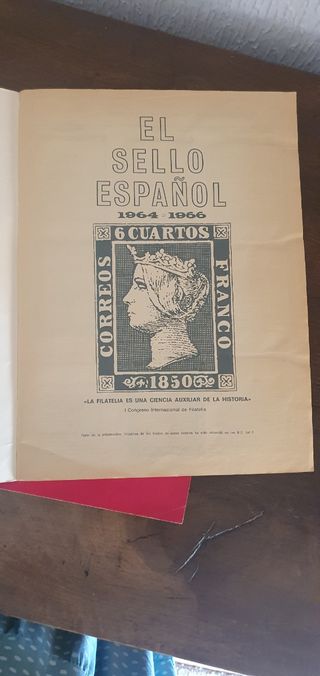 EL
SELLO
ESPAÑOL
1964 - 1966
6 CUARTOS
CORREOS
FRANCO
1850
«LA FILATELIA ES UNA CIENCIA AUXILIAR DE LA HISTORIA»
I Congreso Internacional de Filatelia